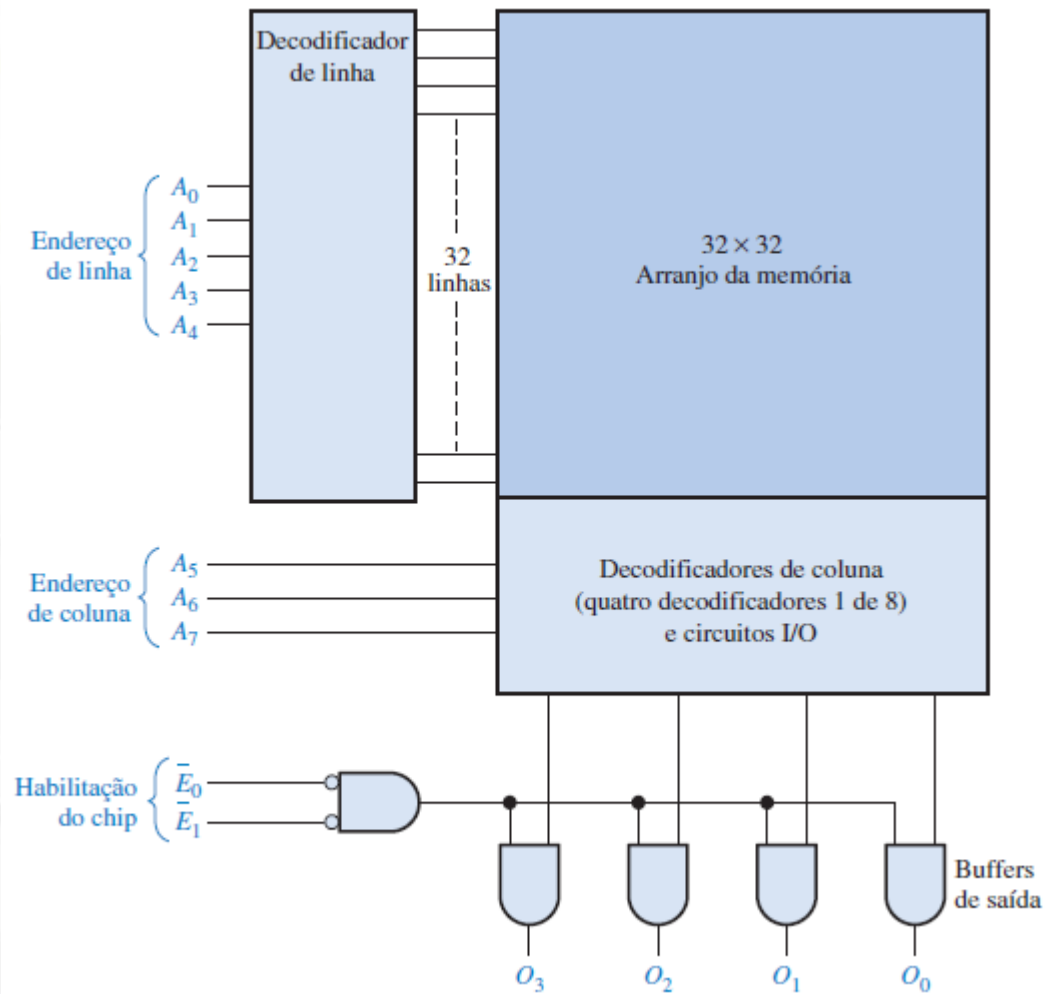 Decodificador
de linha
Endereço
de linha
A₀
A₁
A₂
A₃
A₄
32
linhas
32 × 32
Arranjo da memória
Endereço
de coluna
A₅
A₆
A₇
Decodificadores de coluna
(quatro decodificadores 1 de 8)
e circuitos I/O
Habilitação
do chip
E̅₀
E̅₁
Buffers
de saída
O₃ O₂ O₁ O₀